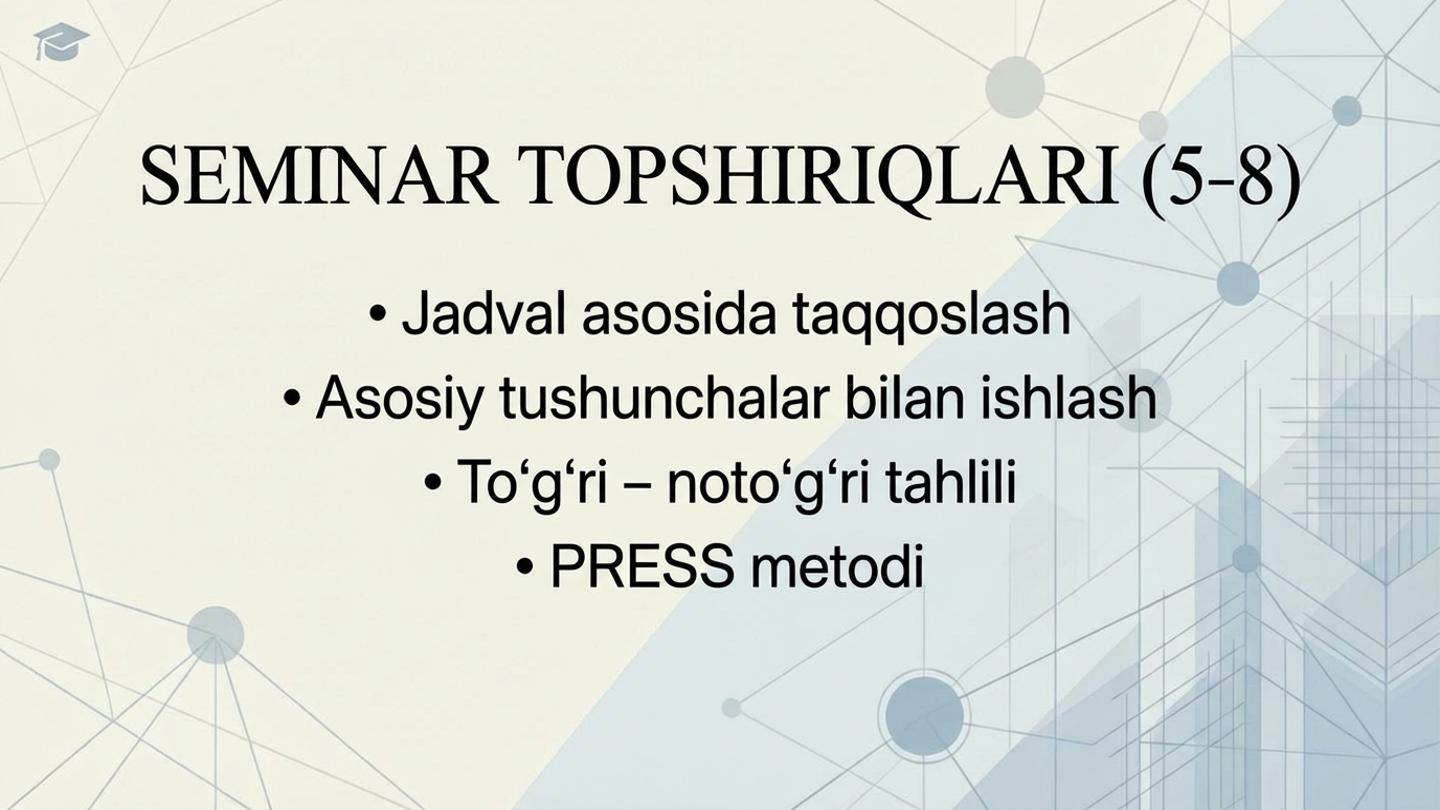 SEMINAR TOPSHIRIQLARI (5-8)
• Jadval asosida taqqoslash
• Asosiy tushunchalar bilan ishlash
• To‘g‘ri – noto‘g‘ri tahlili
• PRESS metodi